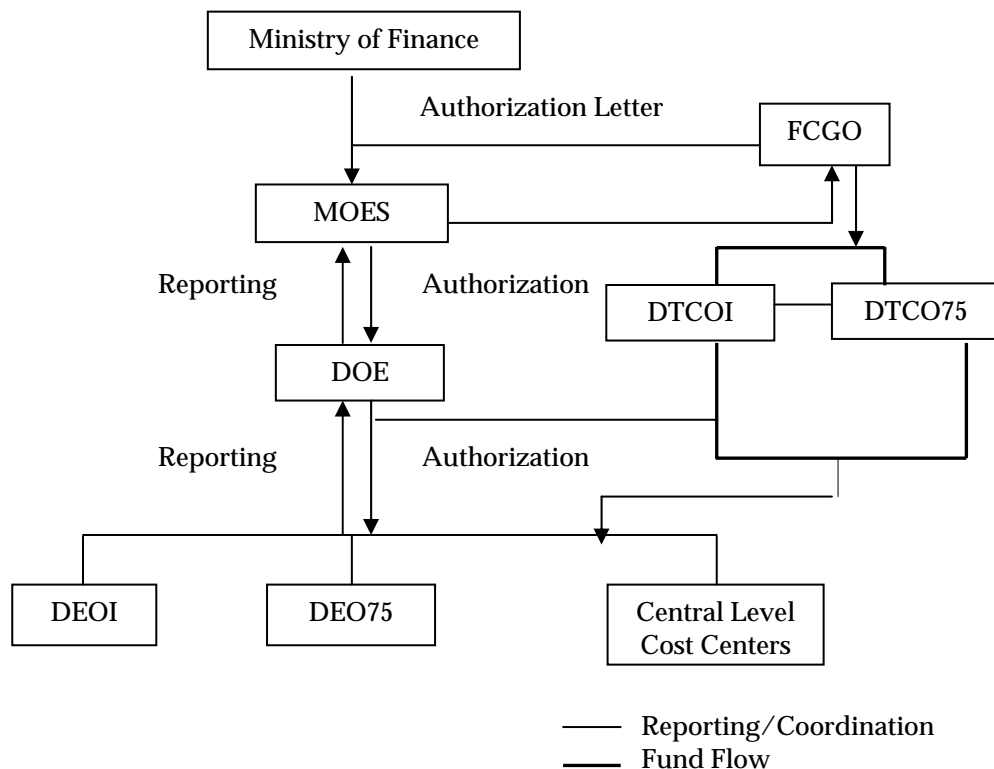 Ministry of Finance
Authorization Letter
FCGO
MOES
Reporting
Authorization
DTCOI
DTCO75
DOE
Reporting
Authorization
DEOI
DEO75
Central Level
Cost Centers
Reporting/Coordination
Fund Flow